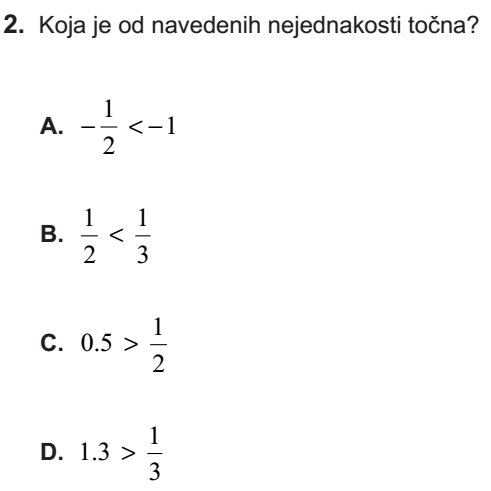 2. Koja je od navedenih nejednakosti točna?
A. −1/2 < −1
B. 1/2 < 1/3
C. 0.5 > 1/2
D. 1.3 > 1/3